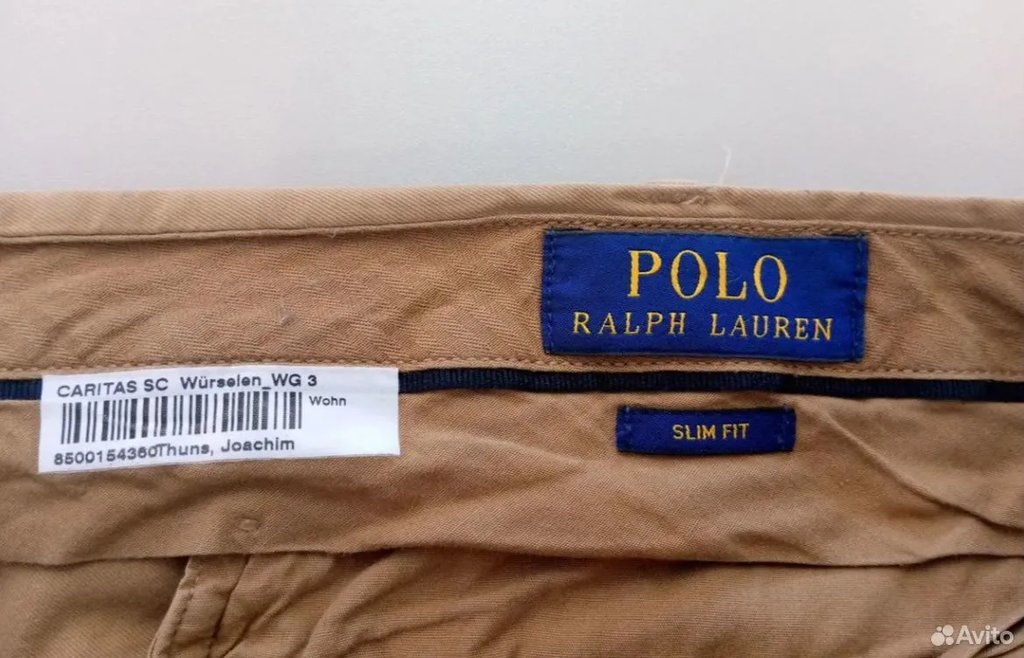 POLO
RALPH LAUREN
CARITAS SC Würselen_WG 3
Wohn
8500154360Thuns, Joachim
SLIM FIT
Avito